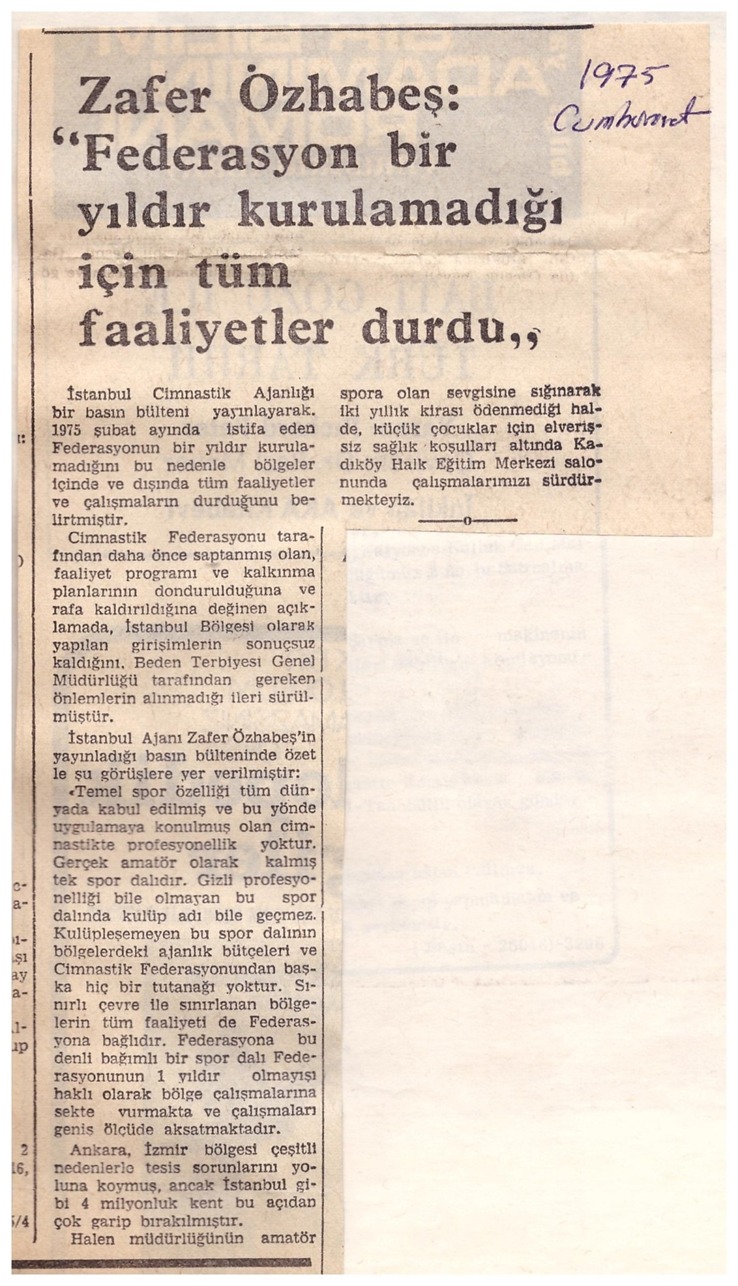 Zafer Özhabeş:
“Federasyon bir
yıldır kurulamadığı
için tüm
faaliyetler durdu,,
1975
Cumhuriyet
İstanbul Cimnastik Ajanlığı
bir basın bülteni yayınlayarak.
1975 şubat ayında istifa eden
Federasyonun bir yıldır kurula-
madığını bu nedenle bölgeler
içinde ve dışında tüm faaliyetler
ve çalışmaların durduğunu be-
lirtmiştir.
Cimnastik Federasyonu tara-
fından daha önce saptanmış olan,
faaliyet programı ve kalkınma
planlarının dondurulduğuna ve
rafa kaldırıldığına değinen açık-
lamada, İstanbul Bölgesi olarak
yapılan girişimlerin sonuçsuz
kaldığını, Beden Terbiyesi Genel
Müdürlüğü tarafından gereken
önlemlerin alınmadığı ileri sürül-
müştür.
İstanbul Ajanı Zafer Özhabeş'in
yayınladığı basın bülteninde özet
le şu görüşlere yer verilmiştir:
«Temel spor özelliği tüm dün-
yada kabul edilmiş ve bu yönde
uygulamaya konulmuş olan cim-
nastikte profesyonellik yoktur.
Gerçek amatör olarak kalmış
tek spor dalıdır. Gizli profesyo-
nelliği bile olmayan bu spor
dalında kulüp adı bile geçmez.
Kulüpleşemeyen bu spor dalının
bölgelerdeki ajanlık bütçeleri ve
Cimnastik Federasyonundan baş-
ka hiç bir tutanağı yoktur. Sı-
nırlı çevre ile sınırlanan bölge-
lerin tüm faaliyeti de Federas-
yona bağlıdır. Federasyona bu
denli bağımlı bir spor dalı Fede-
rasyonunun 1 yıldır olmayışı
haklı olarak bölge çalışmalarına
sekte vurmakta ve çalışmaları
geniş ölçüde aksatmaktadır.
Ankara, İzmir bölgesi çeşitli
nedenlerle tesis sorunlarını yo-
luna koymuş, ancak İstanbul gi-
bi 4 milyonluk kent bu açıdan
çok garip bırakılmıştır.
Halen müdürlüğünün amatör
spora olan sevgisine sığınarak
iki yıllık kirası ödenmediği hal-
de, küçük çocuklar için elveriş-
siz sağlık koşulları altında Ka-
dıköy Halk Eğitim Merkezi salo-
nunda çalışmalarımızı sürdür-
mekteyiz.